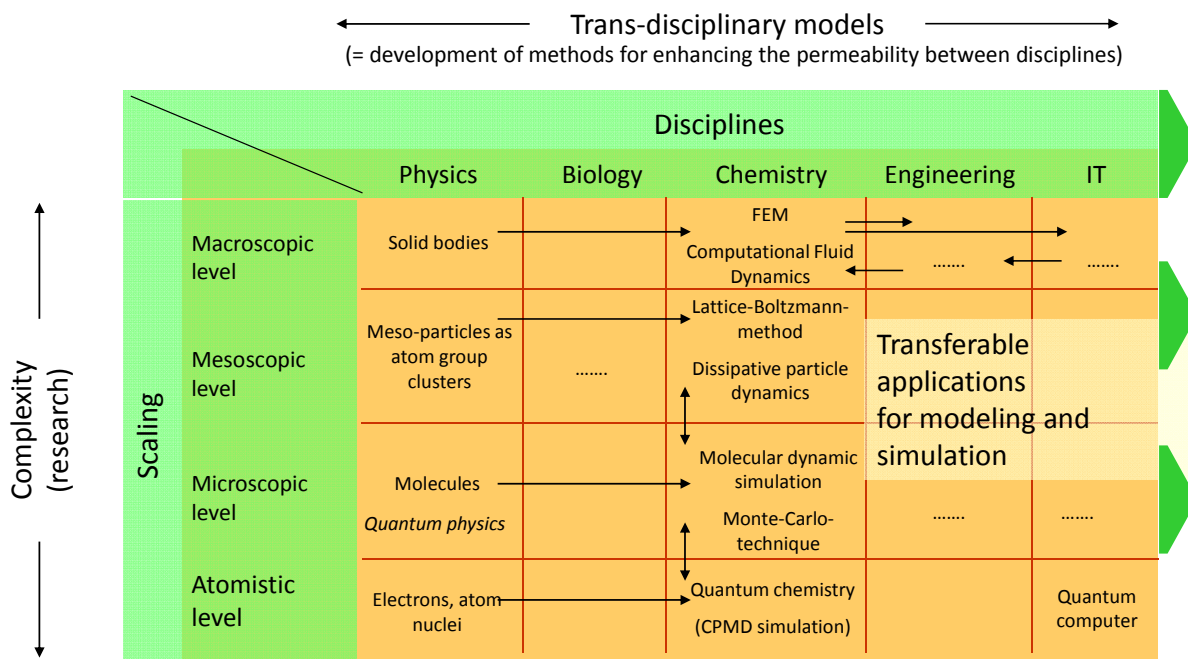 Trans-disciplinary models
(= development of methods for enhancing the permeability between disciplines)
Disciplines
Physics
Biology
Chemistry
Engineering
IT
Complexity
(research)
Scaling
Macroscopic
level
Solid bodies
FEM
Computational Fluid
Dynamics
.......
.......
Mesoscopic
level
Meso-particles as
atom group
clusters
.......
Lattice-Boltzmann-
method
Dissipative particle
dynamics
Transferable
applications
for modeling and
simulation
Microscopic
level
Molecules
Quantum physics
Molecular dynamic
simulation
Monte-Carlo-
technique
.......
.......
Atomistic
level
Electrons, atom
nuclei
Quantum chemistry
(CPMD simulation)
Quantum
computer